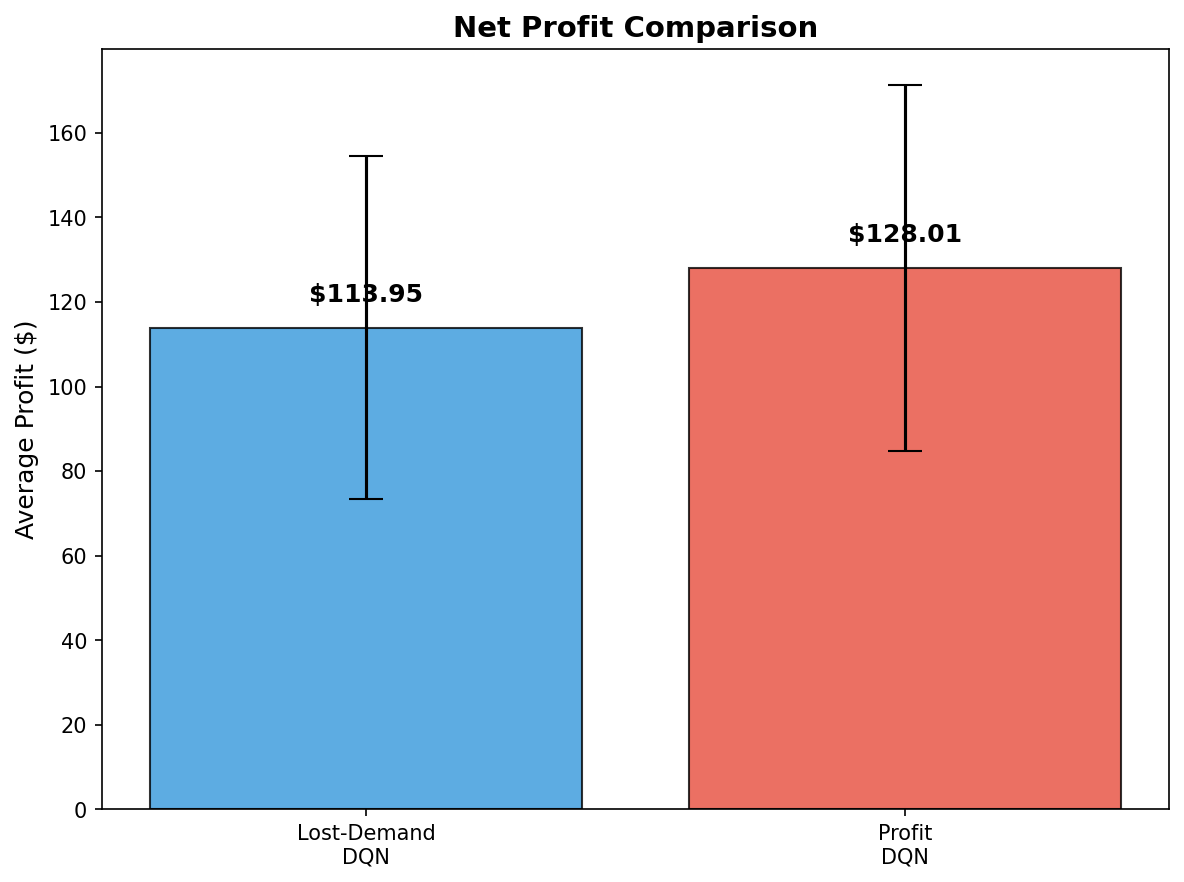 Net Profit Comparison
Average Profit ($)
160
140
120
100
80
60
40
20
0
$113.95
$128.01
Lost-Demand
DQN
Profit
DQN